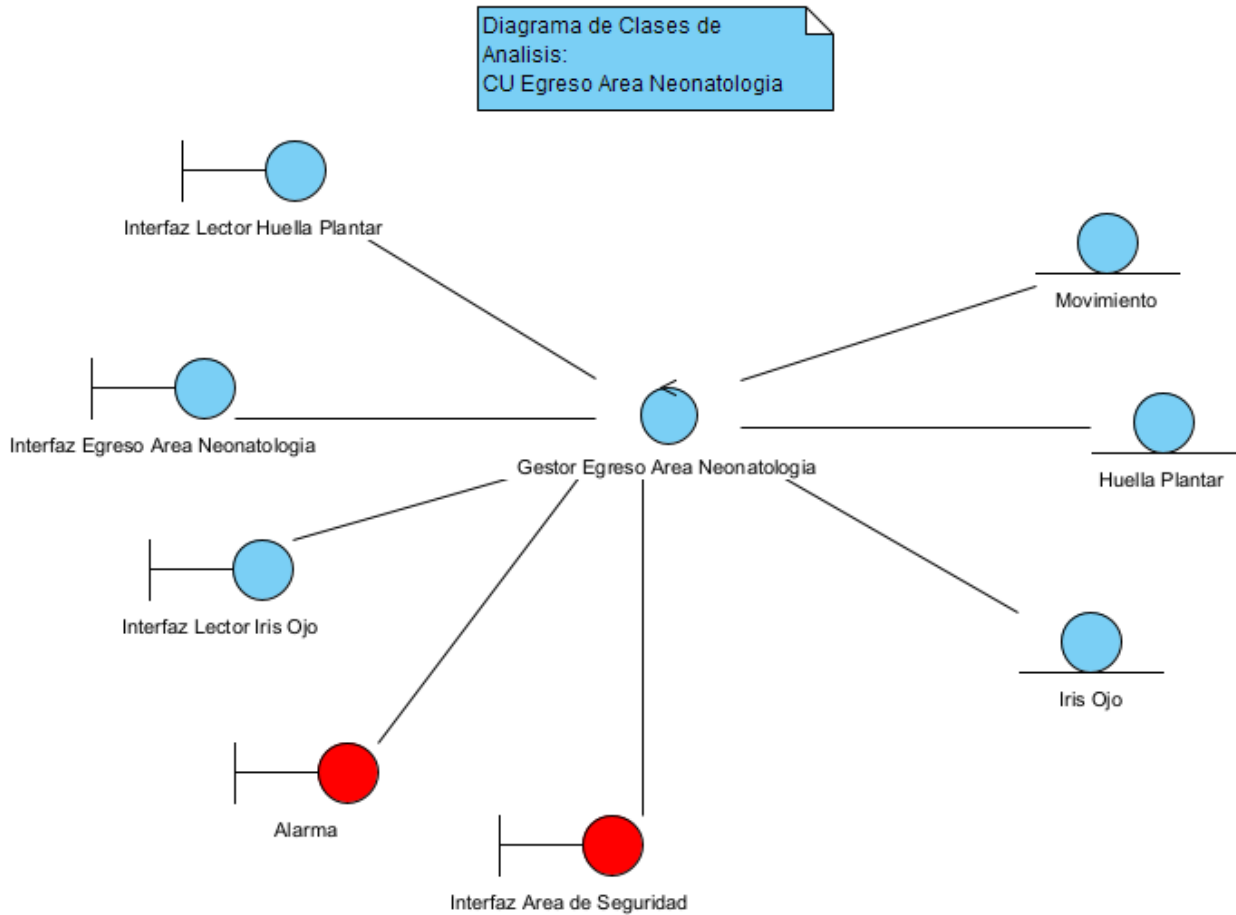 Diagrama de Clases de
Analisis:
CU Egreso Area Neonatologia
Interfaz Lector Huella Plantar
Movimiento
Interfaz Egreso Area Neonatologia
Gestor Egreso Area Neonatologia
Huella Plantar
Interfaz Lector Iris Ojo
Iris Ojo
Alarma
Interfaz Area de Seguridad